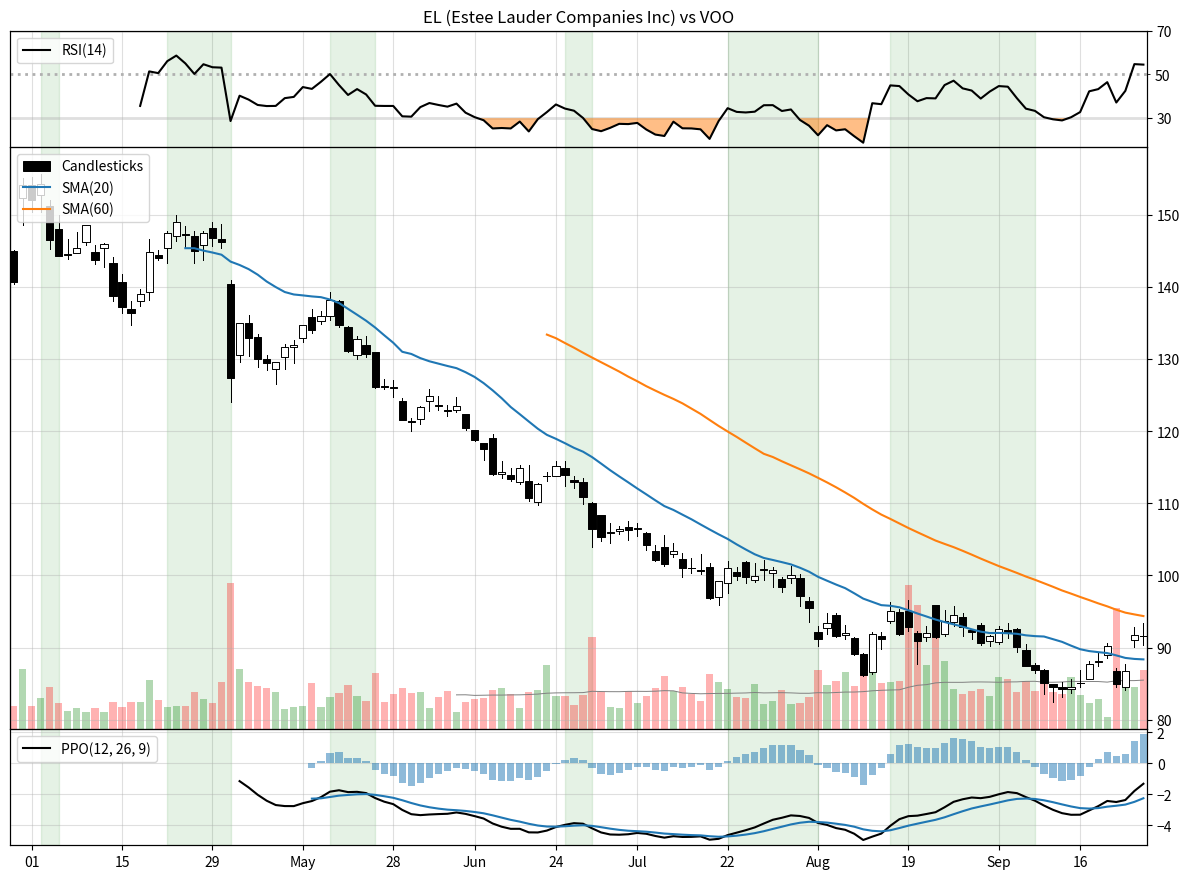 EL (Estee Lauder Companies Inc) vs VOO
RSI(14)
70
50
30
Candlesticks
SMA(20)
SMA(60)
150
140
130
120
110
100
90
80
PPO(12, 26, 9)
2
0
−2
−4
01 15 29 May 28 Jun 24 Jul 22 Aug 19 Sep 16